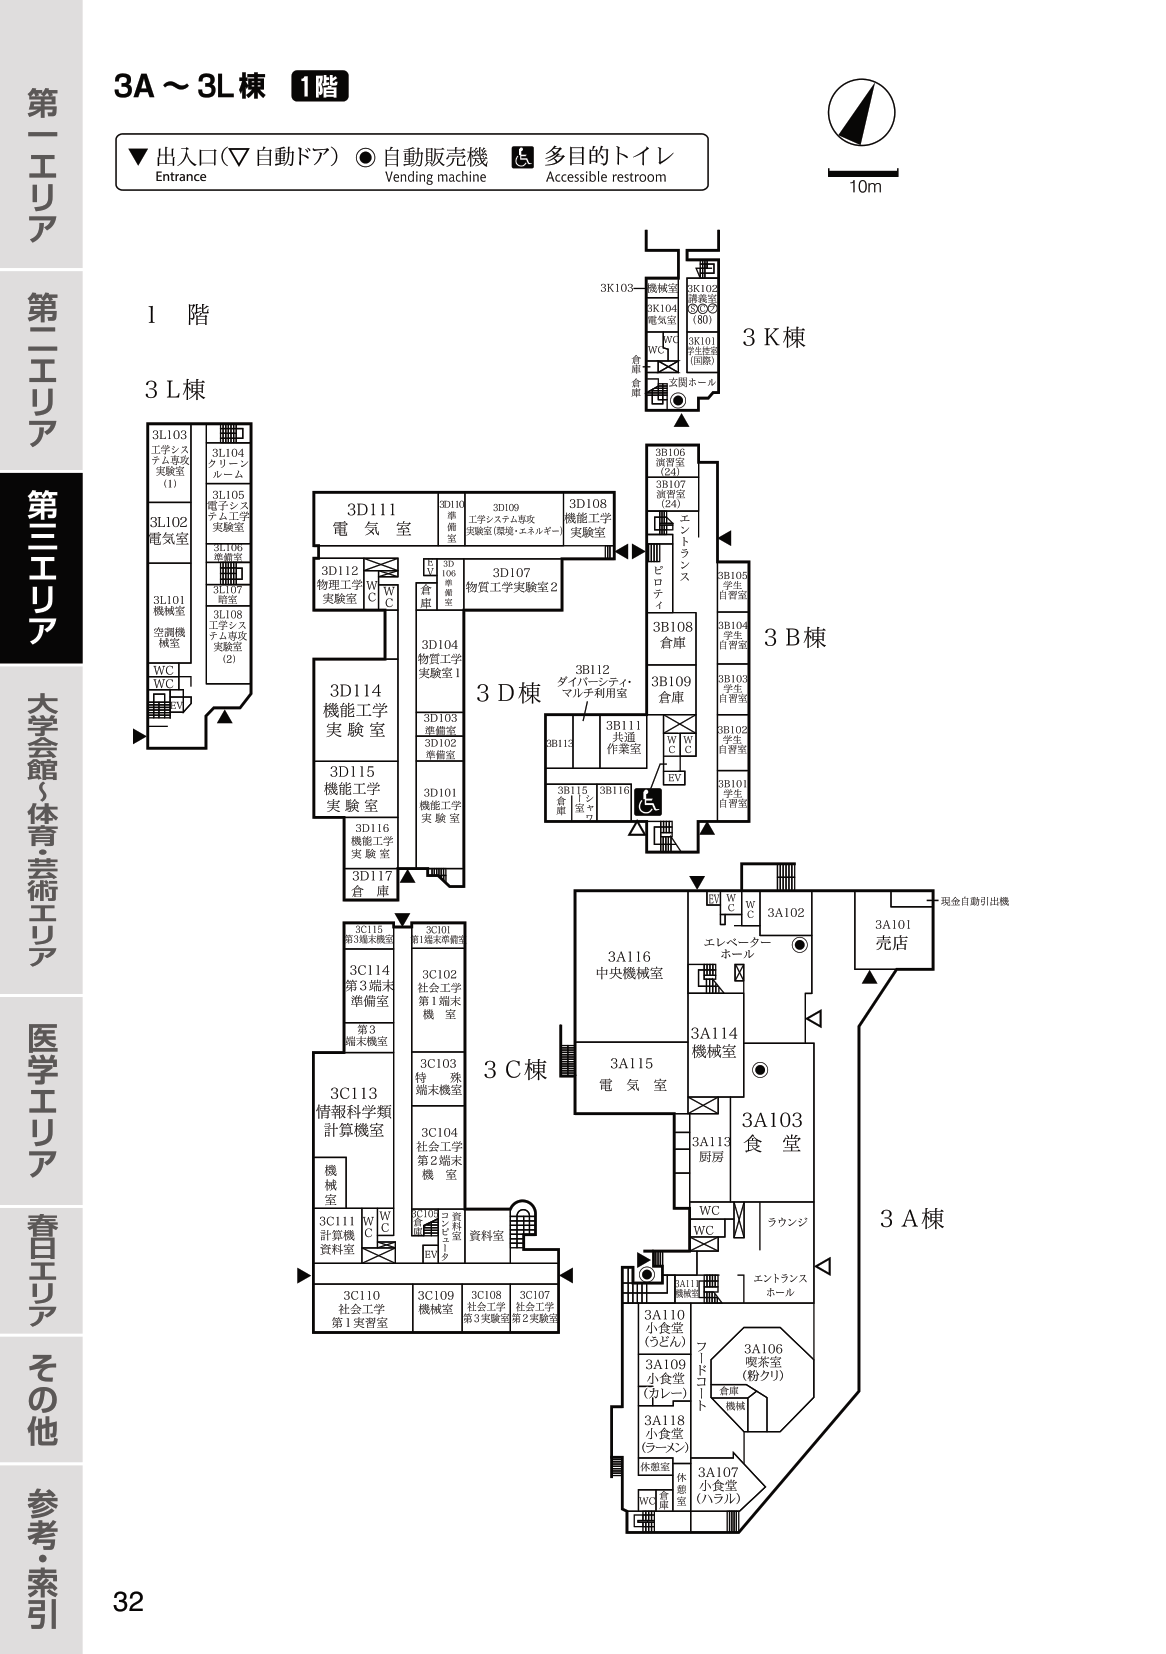 第一エリア
第二エリア
第三エリア
大学会館〜体育・芸術エリア
医学エリア
春日エリア
その他
参考・索引
3A ～ 3L棟 1階
▼ 出入口(▽ 自動ドア) ◉ 自動販売機 多目的トイレ
Entrance Vending machine Accessible restroom
10m
1 階
3 L棟
3L103
工学シス
テム専攻
実験室
(1)
3L104
クリーン
ルーム
3L105
電子シス
テム工学
実験室
3L102
電気室
3L106
準備室
3L107
暗室
3L101
機械室
空調機
械室
3L108
工学シス
テム専攻
実験室
(2)
WC
WC
EV
3 K棟
3K103
機械室
3K104
電気室
WC
WC
3K102
講義室
ⓈⒸ㋫
(80)
3K101
学生控室
(国際)
倉庫
倉庫
玄関ホール
3 D棟
3D111
電 気 室
3D110
準備室
3D109
工学システム専攻
実験室(環境・エネルギー)
3D108
機能工学
実験室
3D112
物理工学
実験室
WC
WC
EV
倉庫
3D
106
準備室
3D107
物質工学実験室2
3D104
物質工学
実験室1
3D114
機能工学
実 験 室
3D103
準備室
3D102
準備室
3D115
機能工学
実 験 室
3D101
機能工学
実 験 室
3D116
機能工学
実 験 室
3D117
倉 庫
3 B棟
3B106
演習室
(24)
3B107
演習室
(24)
エントランス
ピロティ
3B105
学生
自習室
3B108
倉庫
3B104
学生
自習室
3B109
倉庫
3B103
学生
自習室
3B112
ダイバーシティ・
マルチ利用室
3B113
3B111
共通
作業室
WC
WC
EV
3B102
学生
自習室
3B115
倉庫
シャワー室
3B116
3B101
学生
自習室
3 C棟
3C115
第3端末機室
3C101
第1端末準備室
3C114
第3端末
準備室
3C102
社会工学
第1端末
機 室
第3
端末機室
3C103
特 殊
端末機室
3C113
情報科学類
計算機室
3C104
社会工学
第2端末
機 室
機械室
3C111
計算機
資料室
WC
WC
3C105
倉庫
EV
コンピュータ
資料室
資料室
3C110
社会工学
第1実習室
3C109
機械室
3C108
社会工学
第3実験室
3C107
社会工学
第2実験室
3 A棟
3A116
中央機械室
EV
WC
WC
3A102
エレベーター
ホール
3A101
売店
現金自動引出機
3A114
機械室
3A115
電 気 室
3A103
食 堂
3A113
厨房
WC
WC
ラウンジ
3A111
機械室
エントランス
ホール
3A110
小食堂
(うどん)
3A109
小食堂
(カレー)
フードコート
3A106
喫茶室
(粉クリ)
倉庫
機械
3A118
小食堂
(ラーメン)
休憩室
休憩室
WC
倉庫
3A107
小食堂
(ハラル)
32